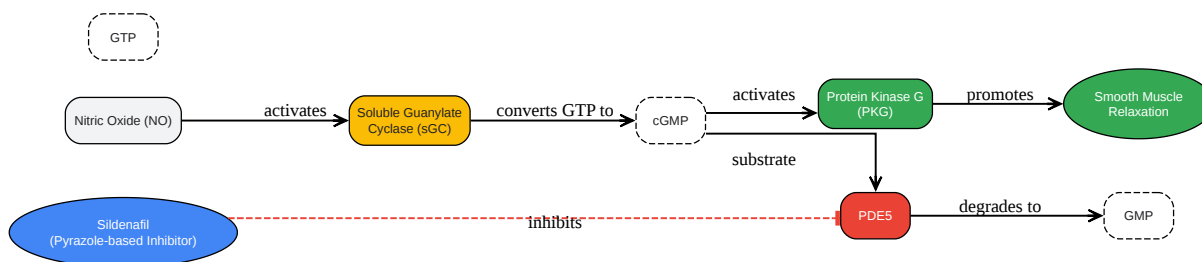 GTP
Nitric Oxide (NO)
activates
Soluble Guanylate
Cyclase (sGC)
converts GTP to
cGMP
activates
Protein Kinase G
(PKG)
promotes
Smooth Muscle
Relaxation
substrate
Sildenafil
(Pyrazole-based Inhibitor)
inhibits
PDE5
degrades to
GMP